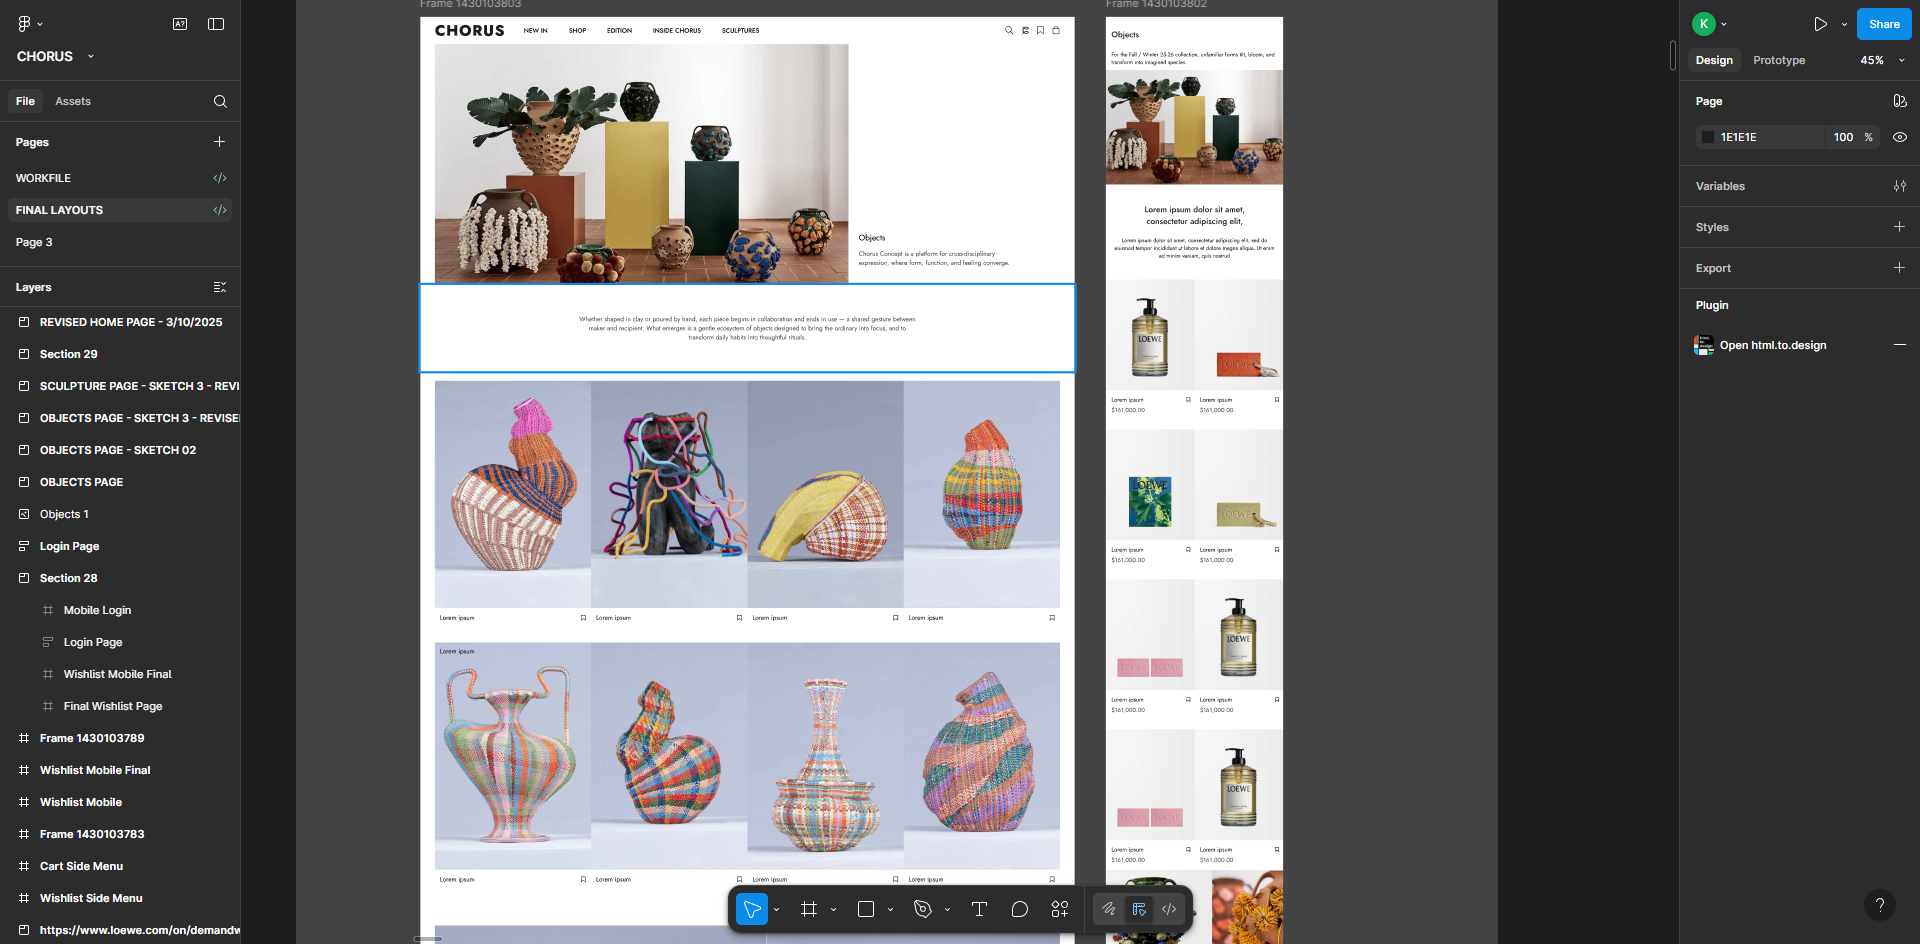 CHORUS
File
Assets
Pages
WORKFILE
FINAL LAYOUTS
Page 3
Layers
REVISED HOME PAGE - 3/10/2025
Section 29
SCULPTURE PAGE - SKETCH 3 - REVI
OBJECTS PAGE - SKETCH 3 - REVISE
OBJECTS PAGE - SKETCH 02
OBJECTS PAGE
Objects 1
Login Page
Section 28
Mobile Login
Login Page
Wishlist Mobile Final
Final Wishlist Page
Frame 1430103789
Wishlist Mobile Final
Wishlist Mobile
Frame 1430103783
Cart Side Menu
Wishlist Side Menu
https://www.loewe.com/on/demandw
Frame 1430103803
CHORUS NEW IN SHOP EDITION INSIDE CHORUS SCULPTURES
Objects
Chorus Concept is a platform for cross-disciplinary
expression, where form, function, and feeling converge.
Whether shaped in clay or poured by hand, each piece begins in collaboration and ends in use — a shared gesture between
maker and recipient. What emerges is a gentle ecosystem of objects designed to bring the ordinary into focus, and to
transform daily habits into thoughtful rituals.
Lorem ipsum Lorem ipsum Lorem ipsum Lorem ipsum
Lorem ipsum
Lorem ipsum Lorem ipsum Lorem ipsum Lorem ipsum
Frame 1430103802
Objects
For the Fall / Winter 25-26 collection, unfamiliar forms tilt, bloom, and
transform into imagined species.
Lorem ipsum dolor sit amet,
consectetur adipiscing elit,
Lorem ipsum dolor sit amet, consectetur adipiscing elit, sed do
eiusmod tempor incididunt ut labore et dolore magna aliqua. Ut enim
ad minim veniam, quis nostrud
LOEWE
Lorem ipsum Lorem ipsum
$161,000.00 $161,000.00
LOEWE LOEWE
Lorem ipsum Lorem ipsum
$161,000.00 $161,000.00
LOEWE
Lorem ipsum Lorem ipsum
$161,000.00 $161,000.00
LOEWE
Lorem ipsum Lorem ipsum
$161,000.00 $161,000.00
K
Share
Design
Prototype
45%
Page
1E1E1E 100 %
Variables
Styles
Export
Plugin
Open html.to.design
?